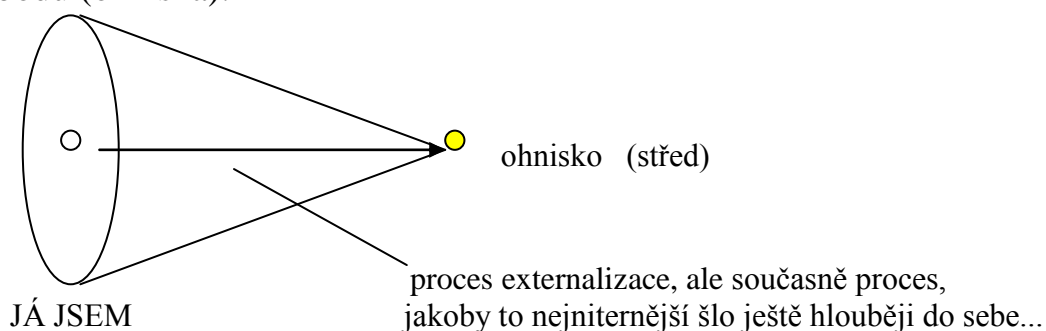 ohnisko (střed)
proces externalizace, ale současně proces,
JÁ JSEM
jakoby to nejniternější šlo ještě hlouběji do sebe...